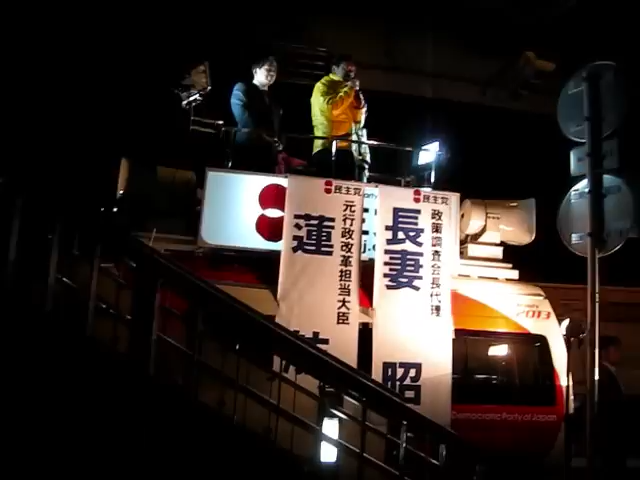 民主党
元行政改革担当大臣
蓮
民主党
政策調査会長代理
長妻
昭
2013
Democratic Party of Japan